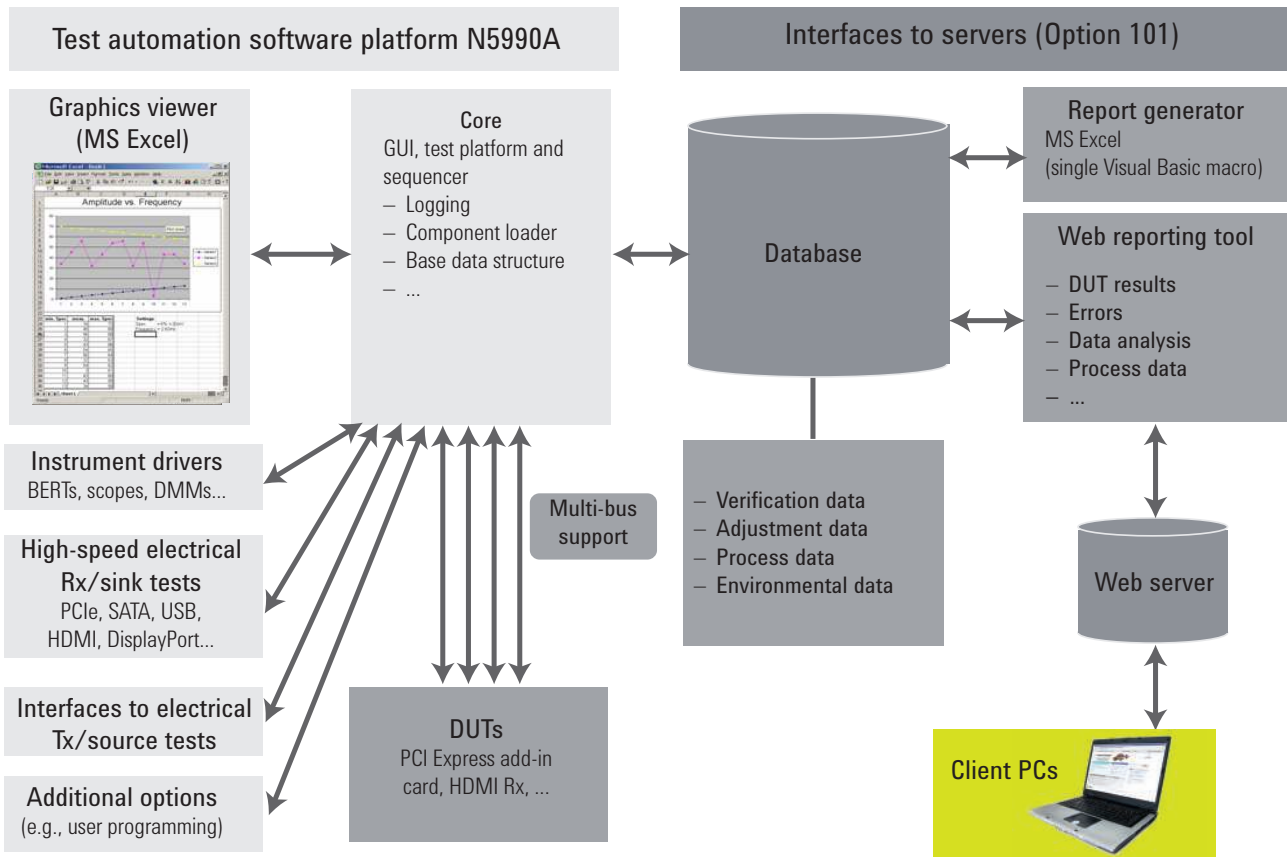 Test automation software platform N5990A
Interfaces to servers (Option 101)
Graphics viewer
(MS Excel)
Amplitude vs. Frequency
Core
GUI, test platform and
sequencer
– Logging
– Component loader
– Base data structure
– ...
Database
Report generator
MS Excel
(single Visual Basic macro)
Web reporting tool
– DUT results
– Errors
– Data analysis
– Process data
– ...
Instrument drivers
BERTs, scopes, DMMs...
High-speed electrical
Rx/sink tests
PCIe, SATA, USB,
HDMI, DisplayPort...
Interfaces to electrical
Tx/source tests
Additional options
(e.g., user programming)
Multi-bus
support
DUTs
PCI Express add-in
card, HDMI Rx, ...
– Verification data
– Adjustment data
– Process data
– Environmental data
Web server
Client PCs